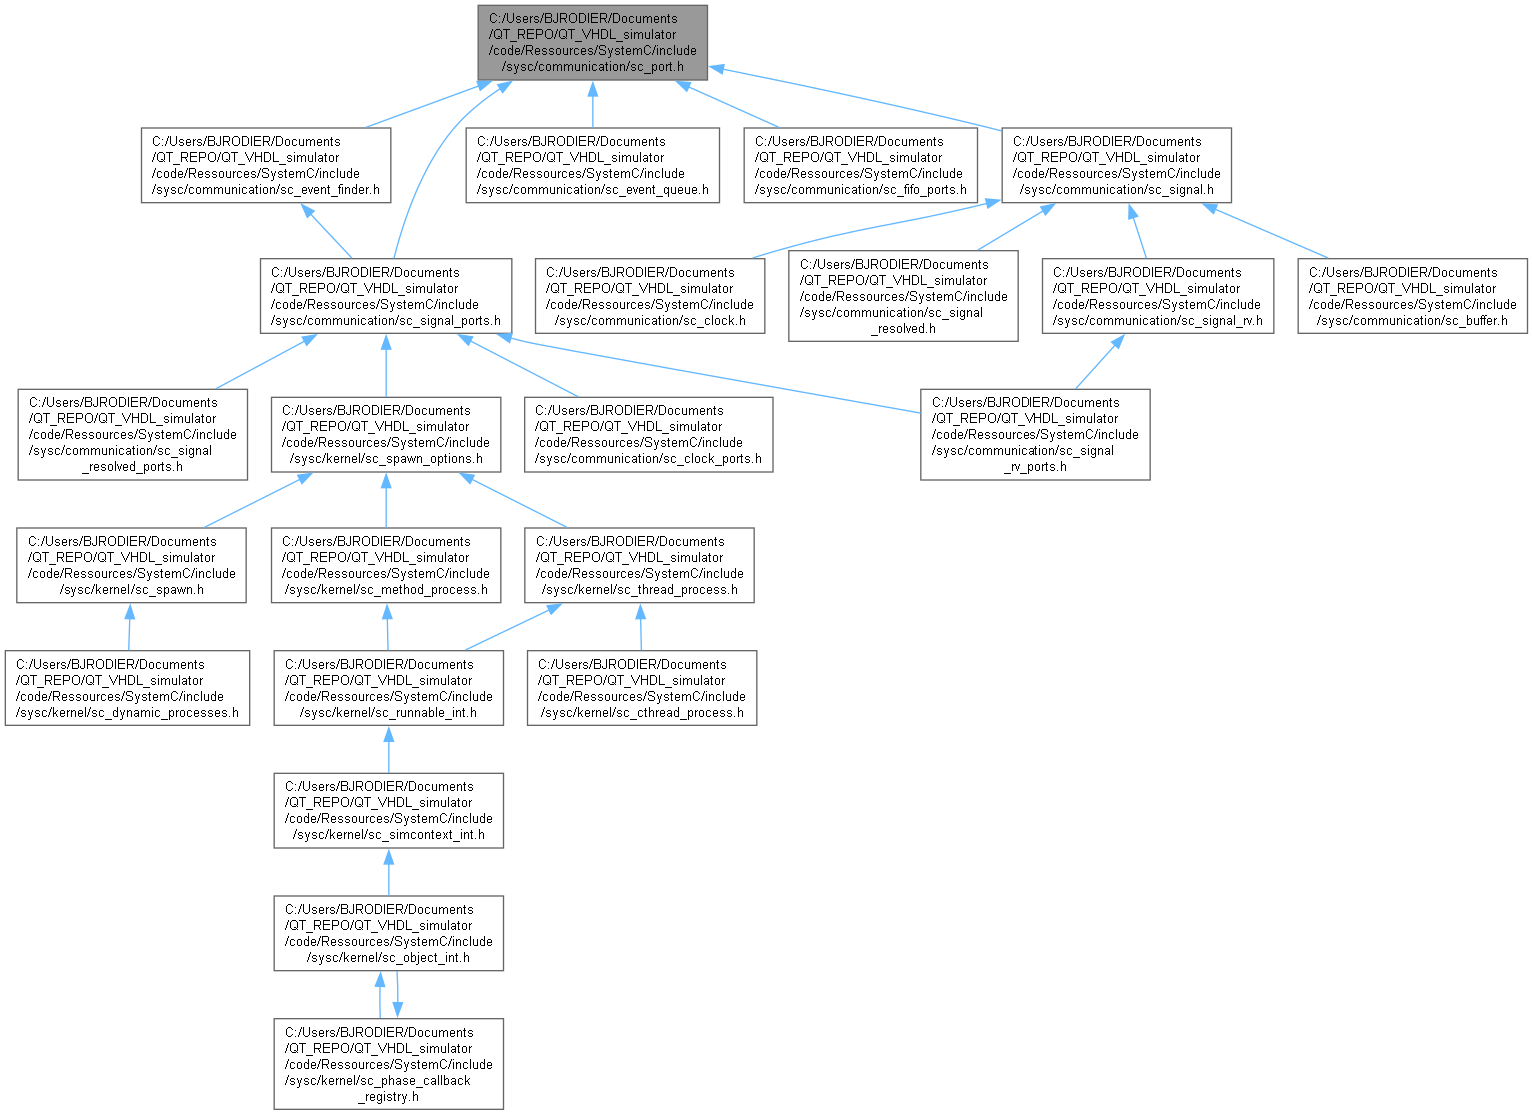 C:/Users/BJRODIER/Documents
/QT_REPO/QT_VHDL_simulator
/code/Ressources/SystemC/include
/sysc/communication/sc_port.h
C:/Users/BJRODIER/Documents
/QT_REPO/QT_VHDL_simulator
/code/Ressources/SystemC/include
/sysc/communication/sc_event_finder.h
C:/Users/BJRODIER/Documents
/QT_REPO/QT_VHDL_simulator
/code/Ressources/SystemC/include
/sysc/communication/sc_event_queue.h
C:/Users/BJRODIER/Documents
/QT_REPO/QT_VHDL_simulator
/code/Ressources/SystemC/include
/sysc/communication/sc_fifo_ports.h
C:/Users/BJRODIER/Documents
/QT_REPO/QT_VHDL_simulator
/code/Ressources/SystemC/include
/sysc/communication/sc_signal.h
C:/Users/BJRODIER/Documents
/QT_REPO/QT_VHDL_simulator
/code/Ressources/SystemC/include
/sysc/communication/sc_signal_ports.h
C:/Users/BJRODIER/Documents
/QT_REPO/QT_VHDL_simulator
/code/Ressources/SystemC/include
/sysc/communication/sc_clock.h
C:/Users/BJRODIER/Documents
/QT_REPO/QT_VHDL_simulator
/code/Ressources/SystemC/include
/sysc/communication/sc_signal
_resolved.h
C:/Users/BJRODIER/Documents
/QT_REPO/QT_VHDL_simulator
/code/Ressources/SystemC/include
/sysc/communication/sc_signal_rv.h
C:/Users/BJRODIER/Documents
/QT_REPO/QT_VHDL_simulator
/code/Ressources/SystemC/include
/sysc/communication/sc_buffer.h
C:/Users/BJRODIER/Documents
/QT_REPO/QT_VHDL_simulator
/code/Ressources/SystemC/include
/sysc/communication/sc_signal
_resolved_ports.h
C:/Users/BJRODIER/Documents
/QT_REPO/QT_VHDL_simulator
/code/Ressources/SystemC/include
/sysc/kernel/sc_spawn_options.h
C:/Users/BJRODIER/Documents
/QT_REPO/QT_VHDL_simulator
/code/Ressources/SystemC/include
/sysc/communication/sc_clock_ports.h
C:/Users/BJRODIER/Documents
/QT_REPO/QT_VHDL_simulator
/code/Ressources/SystemC/include
/sysc/communication/sc_signal
_rv_ports.h
C:/Users/BJRODIER/Documents
/QT_REPO/QT_VHDL_simulator
/code/Ressources/SystemC/include
/sysc/kernel/sc_spawn.h
C:/Users/BJRODIER/Documents
/QT_REPO/QT_VHDL_simulator
/code/Ressources/SystemC/include
/sysc/kernel/sc_method_process.h
C:/Users/BJRODIER/Documents
/QT_REPO/QT_VHDL_simulator
/code/Ressources/SystemC/include
/sysc/kernel/sc_thread_process.h
C:/Users/BJRODIER/Documents
/QT_REPO/QT_VHDL_simulator
/code/Ressources/SystemC/include
/sysc/kernel/sc_dynamic_processes.h
C:/Users/BJRODIER/Documents
/QT_REPO/QT_VHDL_simulator
/code/Ressources/SystemC/include
/sysc/kernel/sc_runnable_int.h
C:/Users/BJRODIER/Documents
/QT_REPO/QT_VHDL_simulator
/code/Ressources/SystemC/include
/sysc/kernel/sc_cthread_process.h
C:/Users/BJRODIER/Documents
/QT_REPO/QT_VHDL_simulator
/code/Ressources/SystemC/include
/sysc/kernel/sc_simcontext_int.h
C:/Users/BJRODIER/Documents
/QT_REPO/QT_VHDL_simulator
/code/Ressources/SystemC/include
/sysc/kernel/sc_object_int.h
C:/Users/BJRODIER/Documents
/QT_REPO/QT_VHDL_simulator
/code/Ressources/SystemC/include
/sysc/kernel/sc_phase_callback
_registry.h